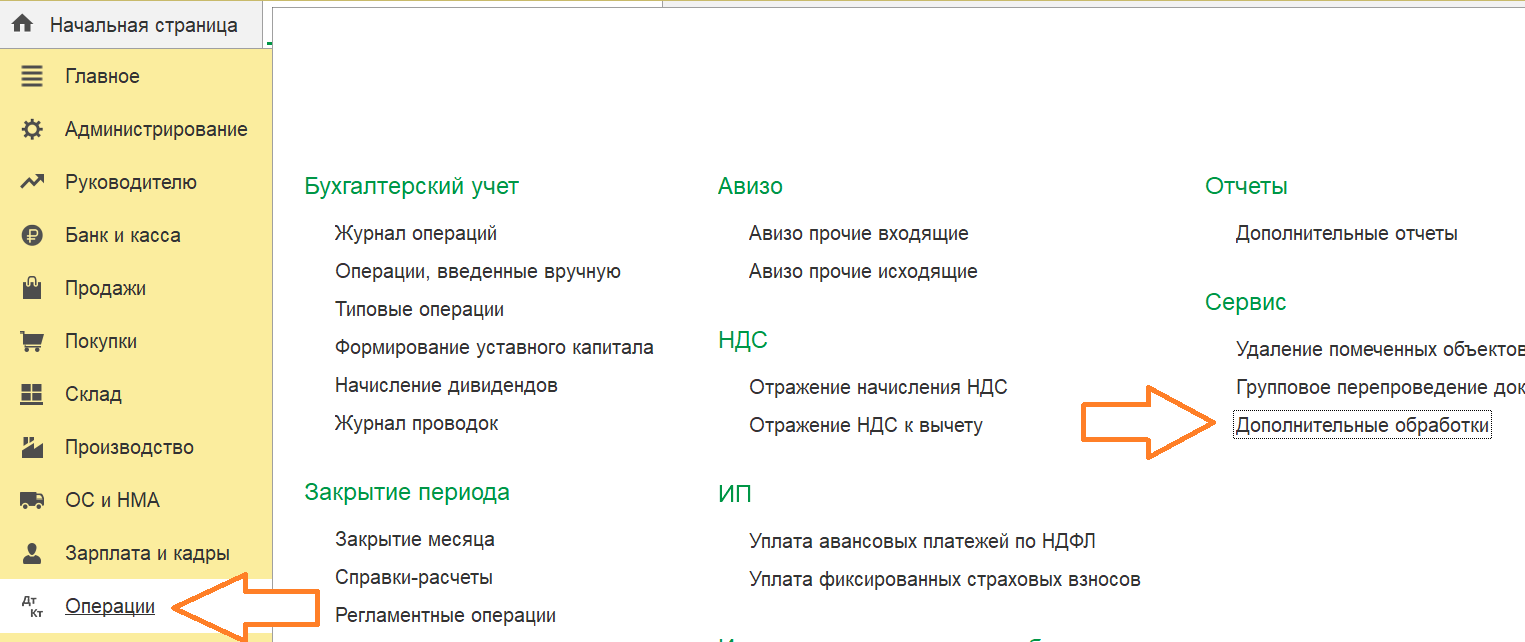 Начальная страница
Главное
Администрирование
Руководителю
Банк и касса
Продажи
Покупки
Склад
Производство
ОС и НМА
Зарплата и кадры
Дт
Кт
Операции
Бухгалтерский учет
Журнал операций
Операции, введенные вручную
Типовые операции
Формирование уставного капитала
Начисление дивидендов
Журнал проводок
Закрытие периода
Закрытие месяца
Справки-расчеты
Регламентные операции
Авизо
Авизо прочие входящие
Авизо прочие исходящие
НДС
Отражение начисления НДС
Отражение НДС к вычету
ИП
Уплата авансовых платежей по НДФЛ
Уплата фиксированных страховых взносов
Отчеты
Дополнительные отчеты
Сервис
Удаление помеченных объектов
Групповое перепроведение док
Дополнительные обработки